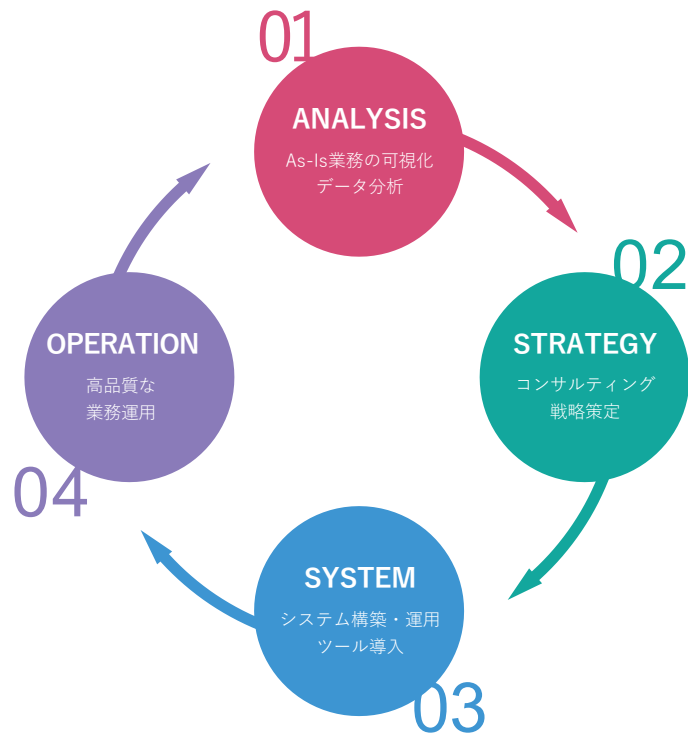 01
ANALYSIS
As-Is業務の可視化
データ分析
02
STRATEGY
コンサルティング
戦略策定
03
SYSTEM
システム構築・運用
ツール導入
04
OPERATION
高品質な
業務運用